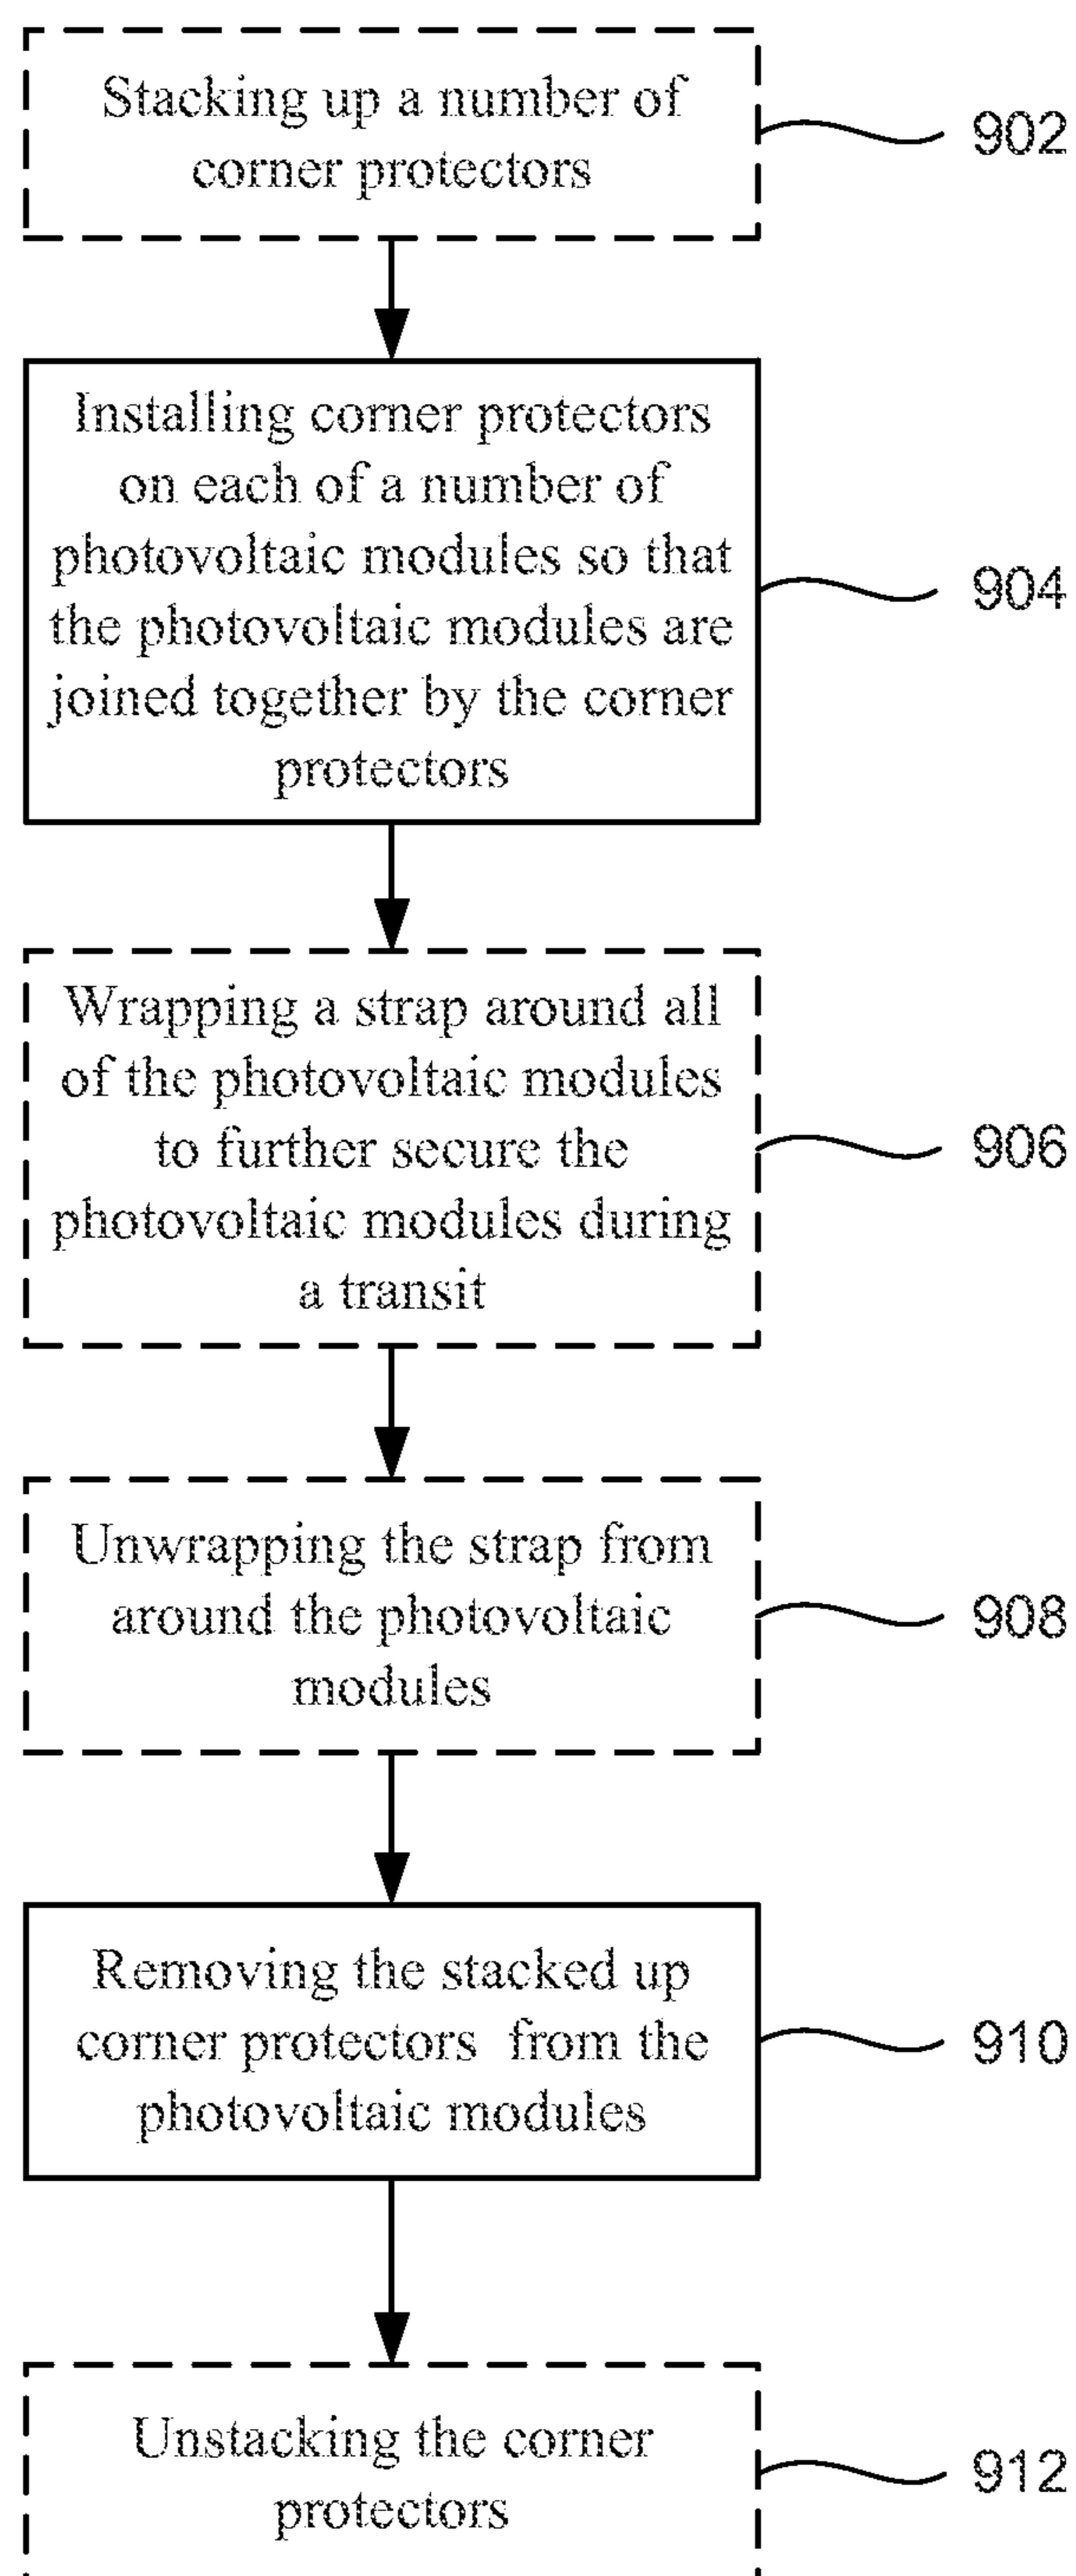 Stacking up a number of
corner protectors
902
Installing corner protectors
on each of a number of
photovoltaic modules so that
the photovoltaic modules are
joined together by the corner
protectors
904
Wrapping a strap around all
of the photovoltaic modules
to further secure the
photovoltaic modules during
a transit
906
Unwrapping the strap from
around the photovoltaic
modules
908
Removing the stacked up
corner protectors from the
photovoltaic modules
910
Unstacking the corner
protectors
912